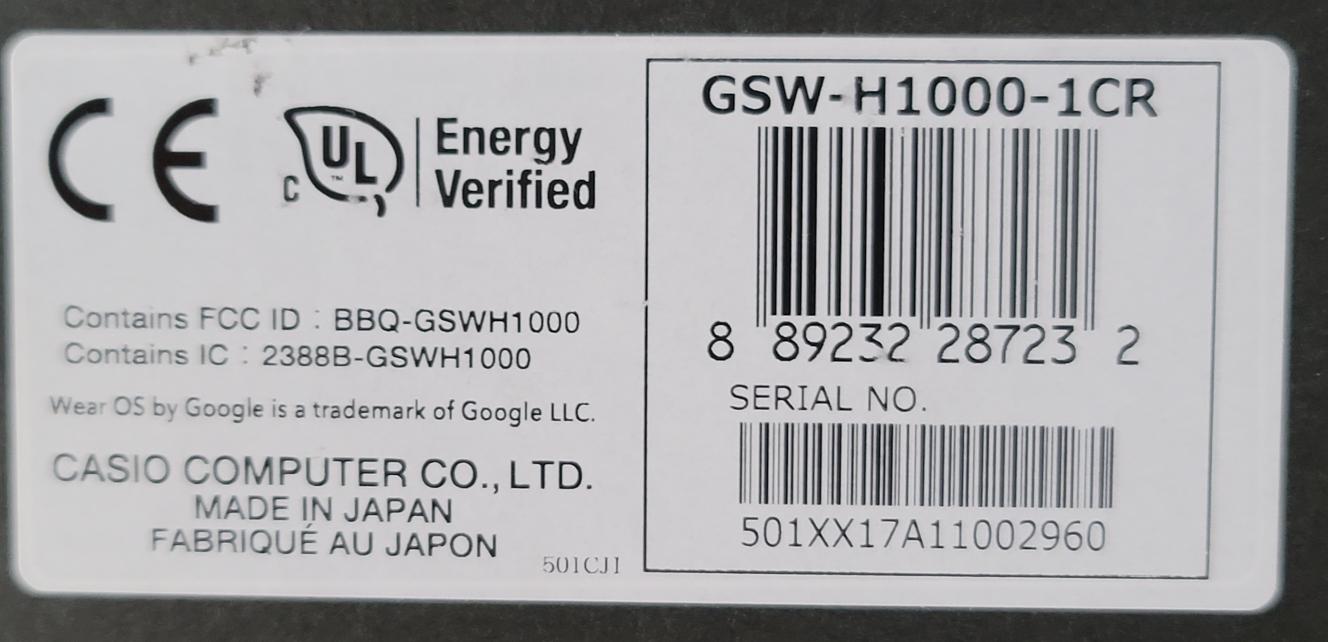 CE
C UL ™ Energy
Verified
Contains FCC ID : BBQ-GSWH1000
Contains IC : 2388B-GSWH1000
Wear OS by Google is a trademark of Google LLC.
CASIO COMPUTER CO., LTD.
MADE IN JAPAN
FABRIQUÉ AU JAPON
501CJ1
GSW-H1000-1CR
8 89232 28723 2
SERIAL NO.
501XX17A11002960